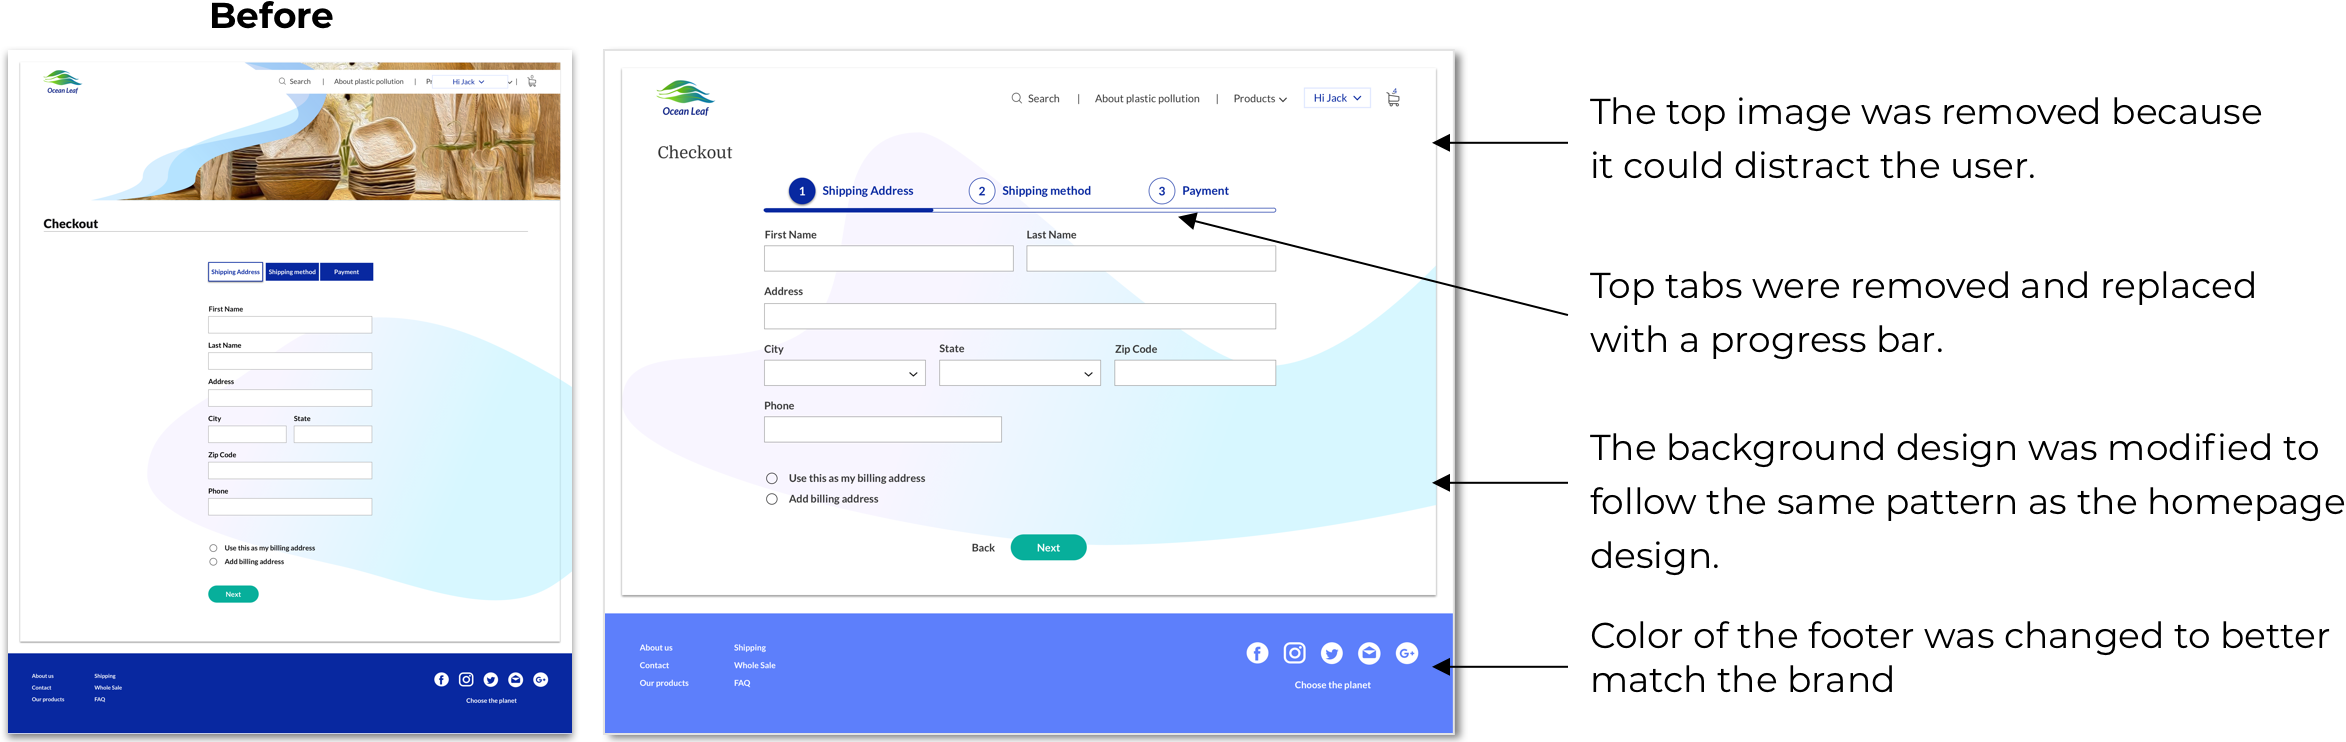 Before
Ocean Leaf
Search | About plastic pollution | Pr Hi Jack |
Checkout
Shipping Address Shipping method Payment
First Name
Last Name
Address
City State
Zip Code
Phone
Use this as my billing address
Add billing address
Next
About us Shipping
Contact Whole Sale
Our products FAQ
Choose the planet
Ocean Leaf
Search | About plastic pollution | Products Hi Jack
Checkout
1 Shipping Address 2 Shipping method 3 Payment
First Name Last Name
Address
City State Zip Code
Phone
Use this as my billing address
Add billing address
Back Next
About us Shipping
Contact Whole Sale
Our products FAQ
Choose the planet
The top image was removed because
it could distract the user.
Top tabs were removed and replaced
with a progress bar.
The background design was modified to
follow the same pattern as the homepage
design.
Color of the footer was changed to better
match the brand